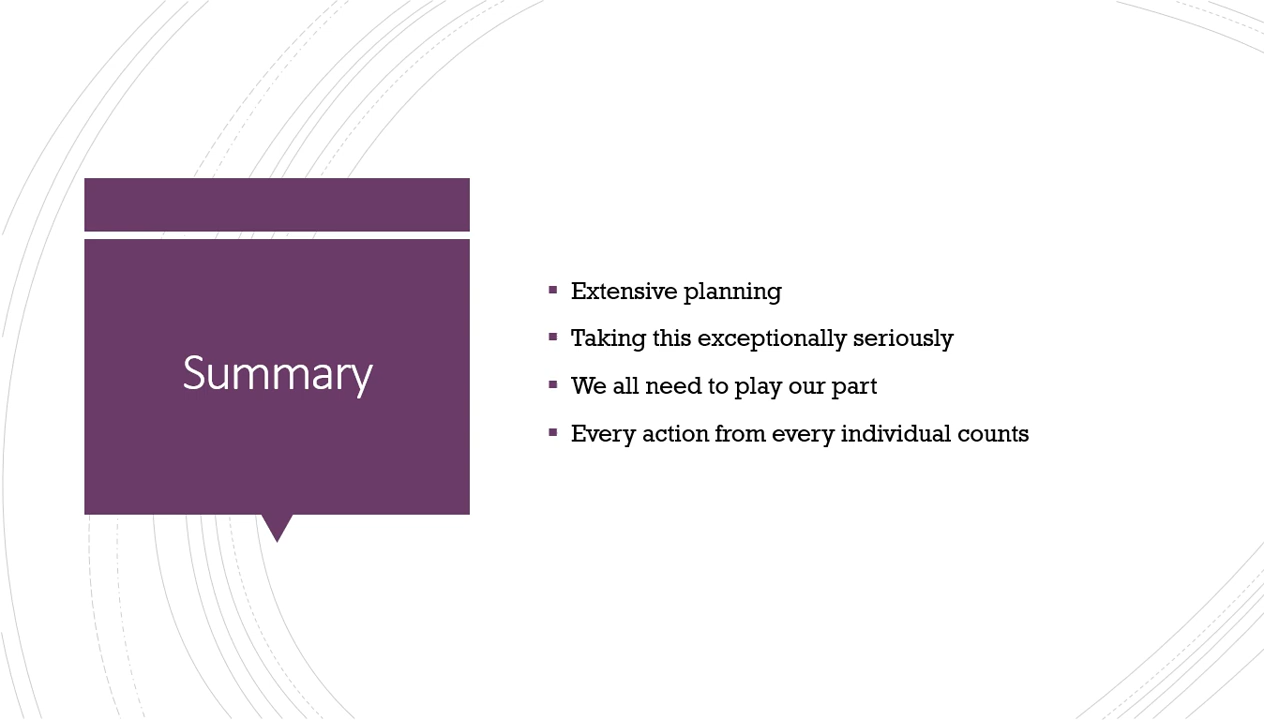 Summary
Extensive planning
Taking this exceptionally seriously
We all need to play our part
Every action from every individual counts